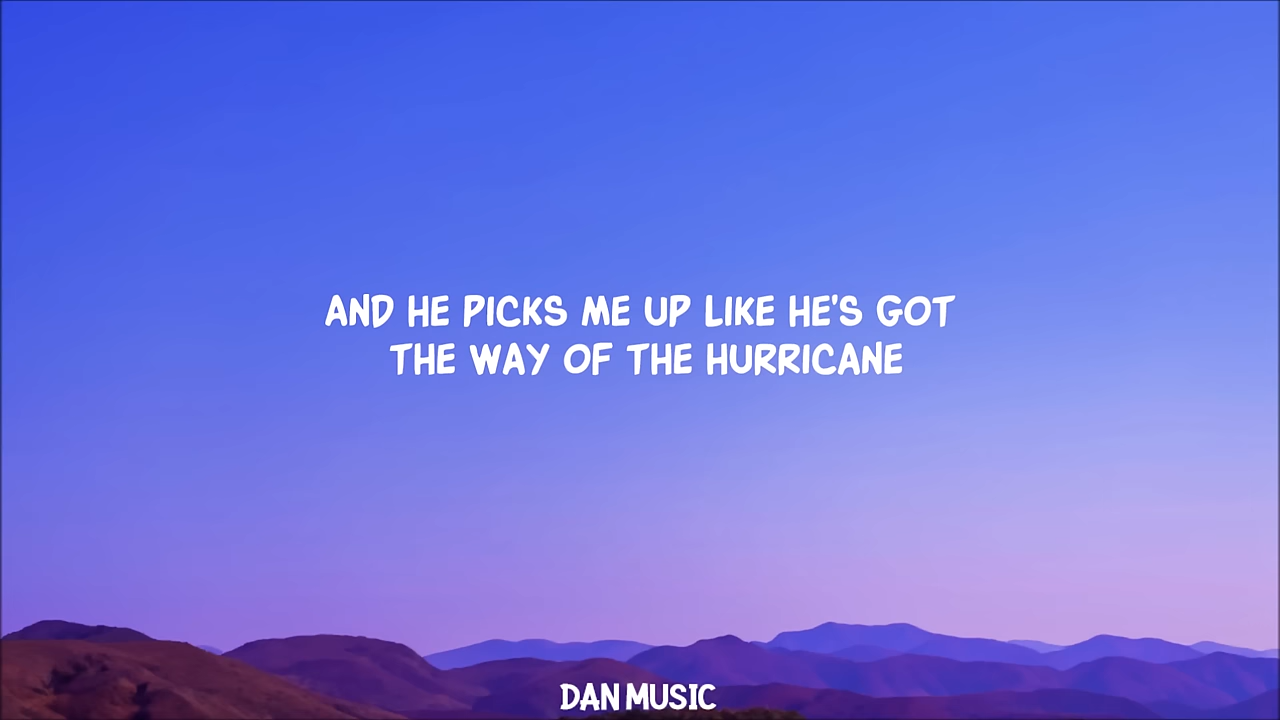 AND HE PICKS ME UP LIKE HE'S GOT
THE WAY OF THE HURRICANE
DAN MUSIC